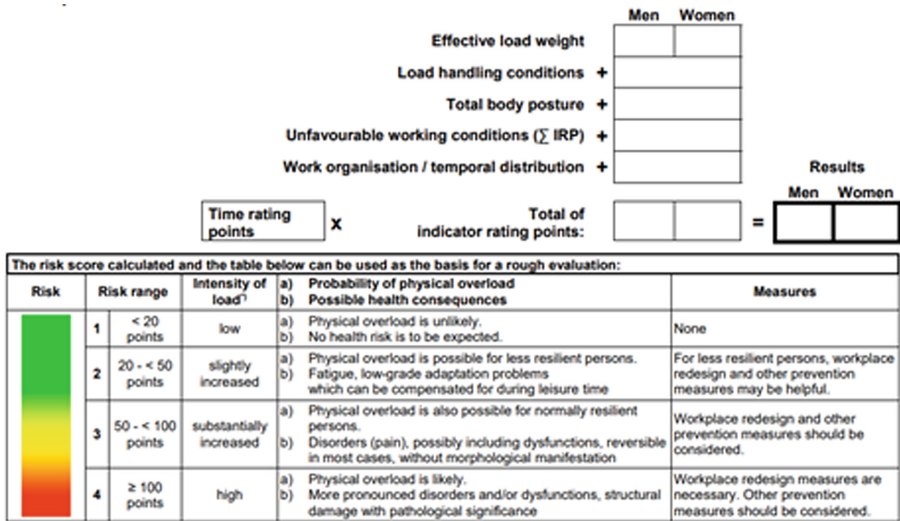 Men Women
Effective load weight
Load handling conditions +
Total body posture +
Unfavourable working conditions (∑ IRP) +
Work organisation / temporal distribution +
Results
Men Women
Time rating points x Total of indicator rating points: =
The risk score calculated and the table below can be used as the basis for a rough evaluation:
Risk
Risk range
Intensity of
load*)
a) Probability of physical overload
b) Possible health consequences
Measures
1
< 20
points
low
a) Physical overload is unlikely.
b) No health risk is to be expected.
None
2
20 - < 50
points
slightly
increased
a) Physical overload is possible for less resilient persons.
b) Fatigue, low-grade adaptation problems
which can be compensated for during leisure time
For less resilient persons, workplace
redesign and other prevention
measures may be helpful.
3
50 - < 100
points
substantially
increased
a) Physical overload is also possible for normally resilient
persons.
b) Disorders (pain), possibly including dysfunctions, reversible
in most cases, without morphological manifestation
Workplace redesign and other
prevention measures should be
considered.
4
≥ 100
points
high
a) Physical overload is likely.
b) More pronounced disorders and/or dysfunctions, structural
damage with pathological significance
Workplace redesign measures are
necessary. Other prevention
measures should be considered.